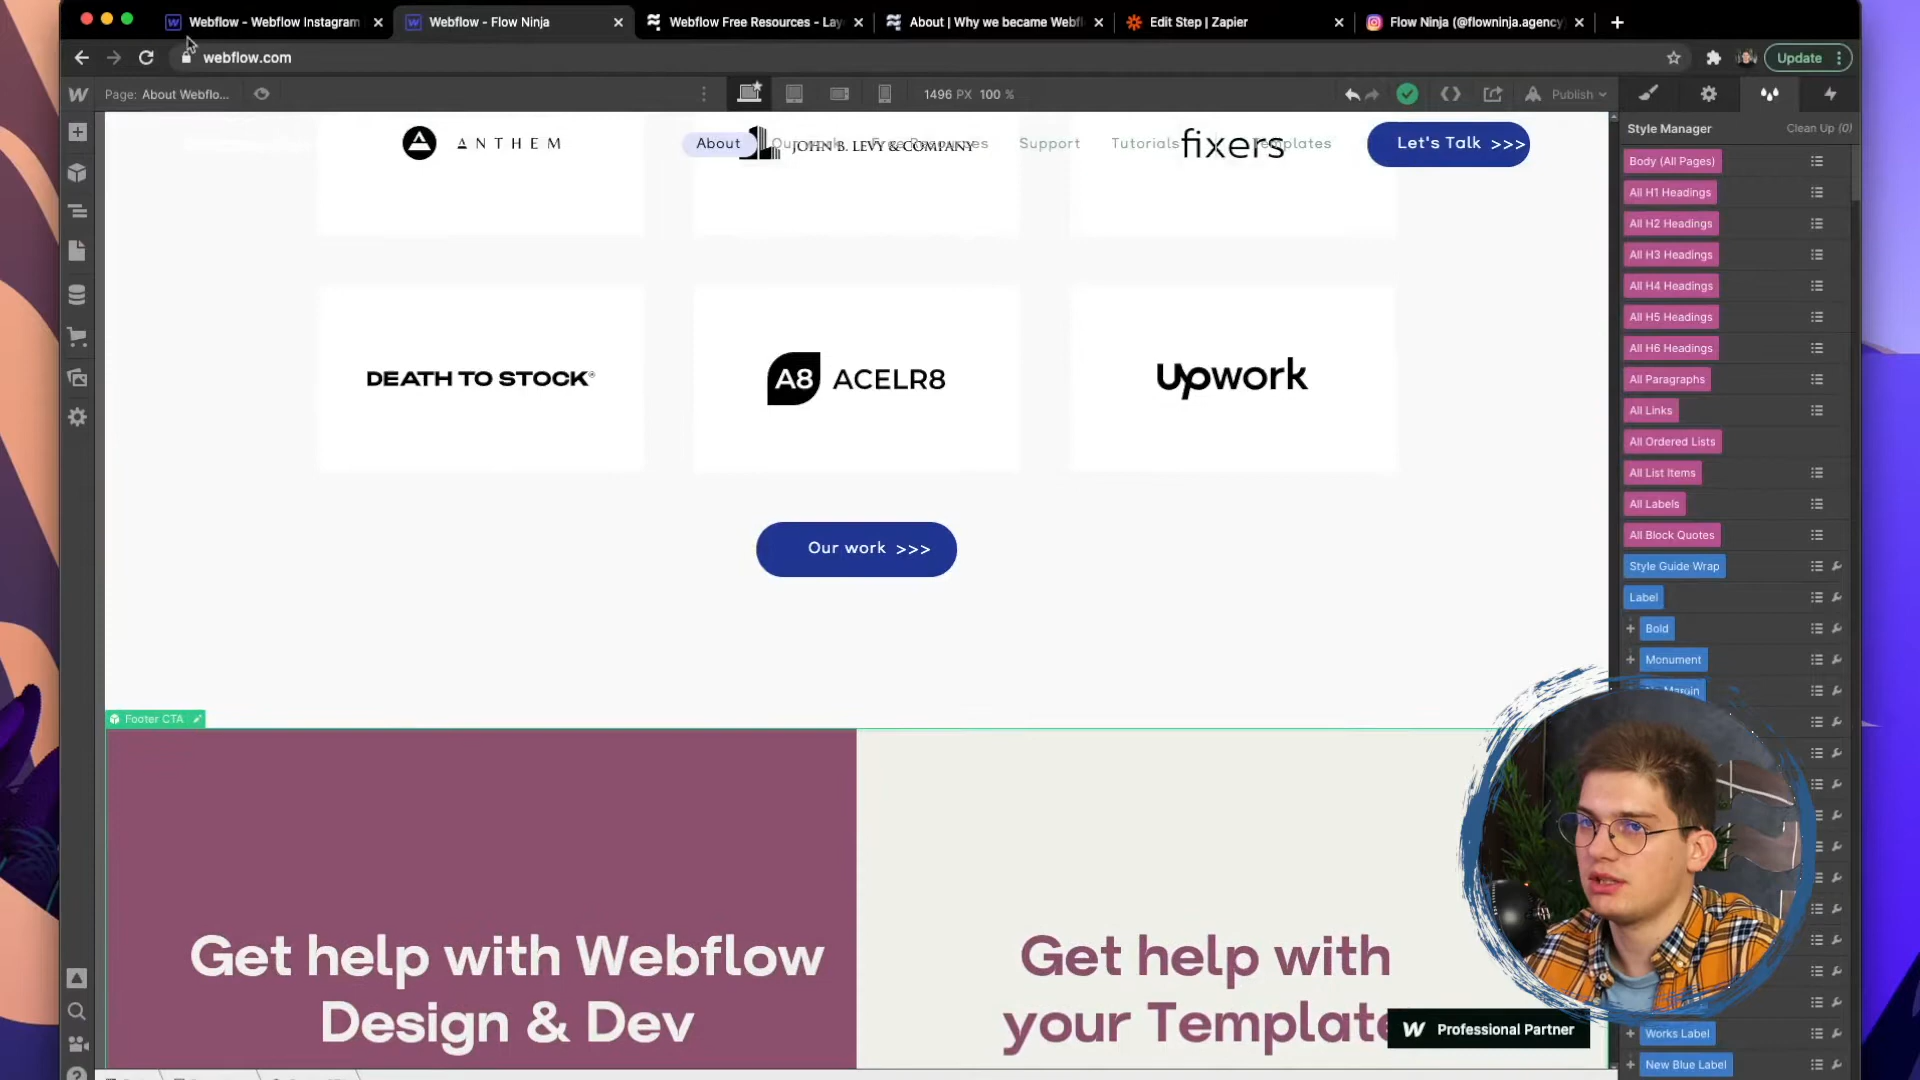 Webflow - Webflow Instagram
Webflow - Flow Ninja
Webflow Free Resources - Lay
About | Why we became Webfl
Edit Step | Zapier
Flow Ninja (@flowninja.agency
webflow.com
Update
Page: About Webflo...
1496 PX 100 %
Publish
Style Manager
Clean Up (0)
ANTHEM
About
JOHN B. LEVY & COMPANY
Support
Tutorials
fixers
Templates
Let's Talk >>>
DEATH TO STOCK®
A8 ACELR8
upwork
Our work >>>
Footer CTA
Get help with Webflow
Design & Dev
Get help with
your Template
W Professional Partner
Body (All Pages)
All H1 Headings
All H2 Headings
All H3 Headings
All H4 Headings
All H5 Headings
All H6 Headings
All Paragraphs
All Links
All Ordered Lists
All List Items
All Labels
All Block Quotes
Style Guide Wrap
Label
Bold
Monument
No Margin
Works Label
New Blue Label